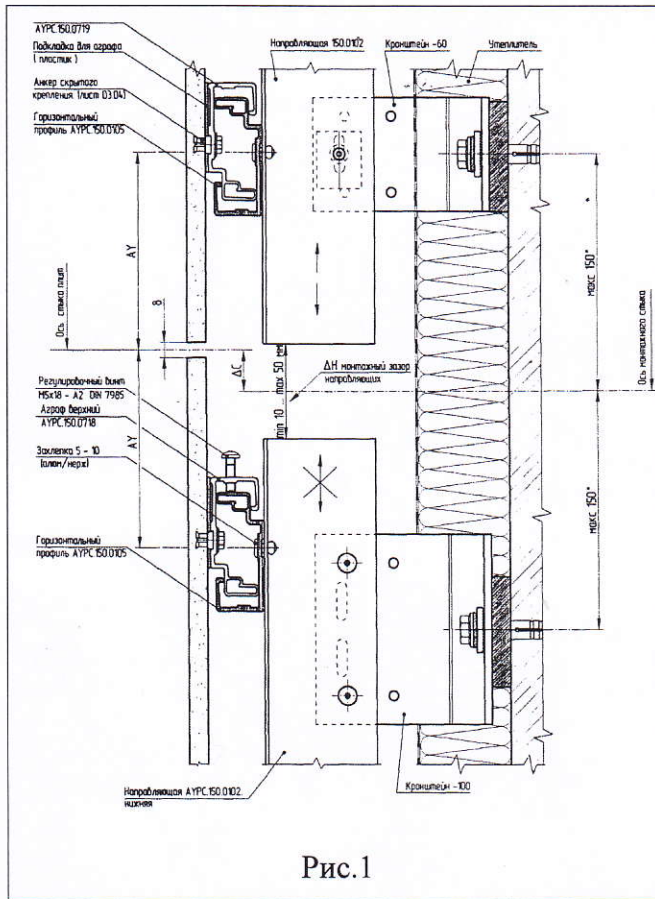 AYPC.150.0719
Подкладка для аграфа
( пластик )
Анкер скрытого
крепления (лист 03.04)
Горизонтальный
профиль AYPC.150.0105
Направляющая 150.0102
Кронштейн -60
Утеплитель
AY
Ось стыка плит
8
ΔC
min 10 max 50 мм
ΔH монтажный зазор
направляющих
макс 150*
Ось монтажного стыка
Регулировочный винт
М5х18 - А2 DIN 7985
Аграф верхний
AYPC.150.0718
Заклепка 5 - 10
(алюм/нерж)
AY
Горизонтальный
профиль AYPC.150.0105
макс 150*
Направляющая AYPC.150.0102.
нижняя
Кронштейн -100
Рис.1